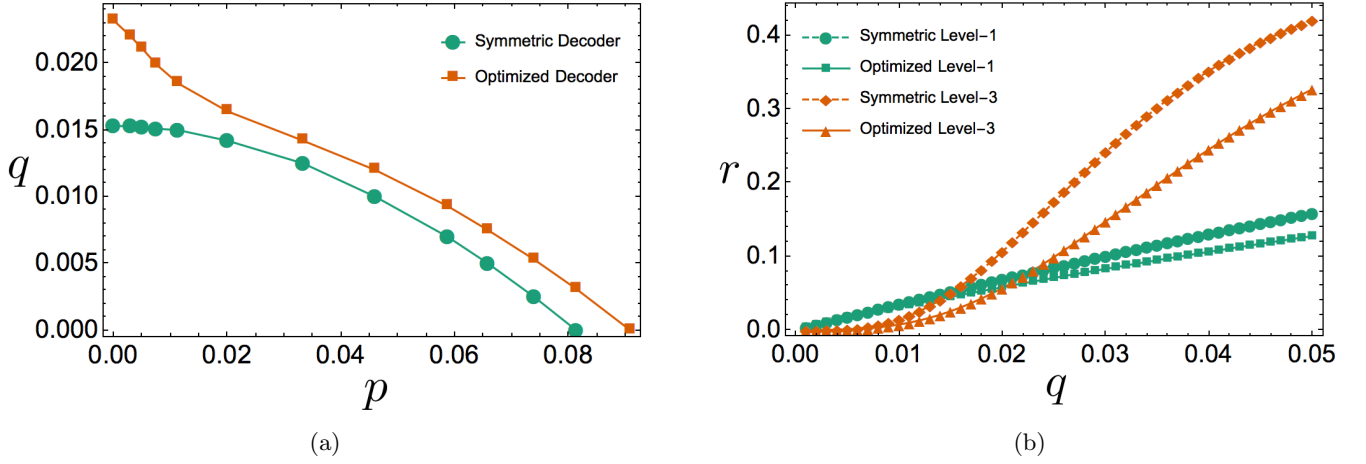 Symmetric Decoder
Optimized Decoder
0.020
0.015
0.010
0.005
0.000
q
0.00 0.02 0.04 0.06 0.08
p
(a)
Symmetric Level-1
Optimized Level-1
Symmetric Level-3
Optimized Level-3
0.4
0.3
0.2
0.1
0.0
r
0.00 0.01 0.02 0.03 0.04 0.05
q
(b)